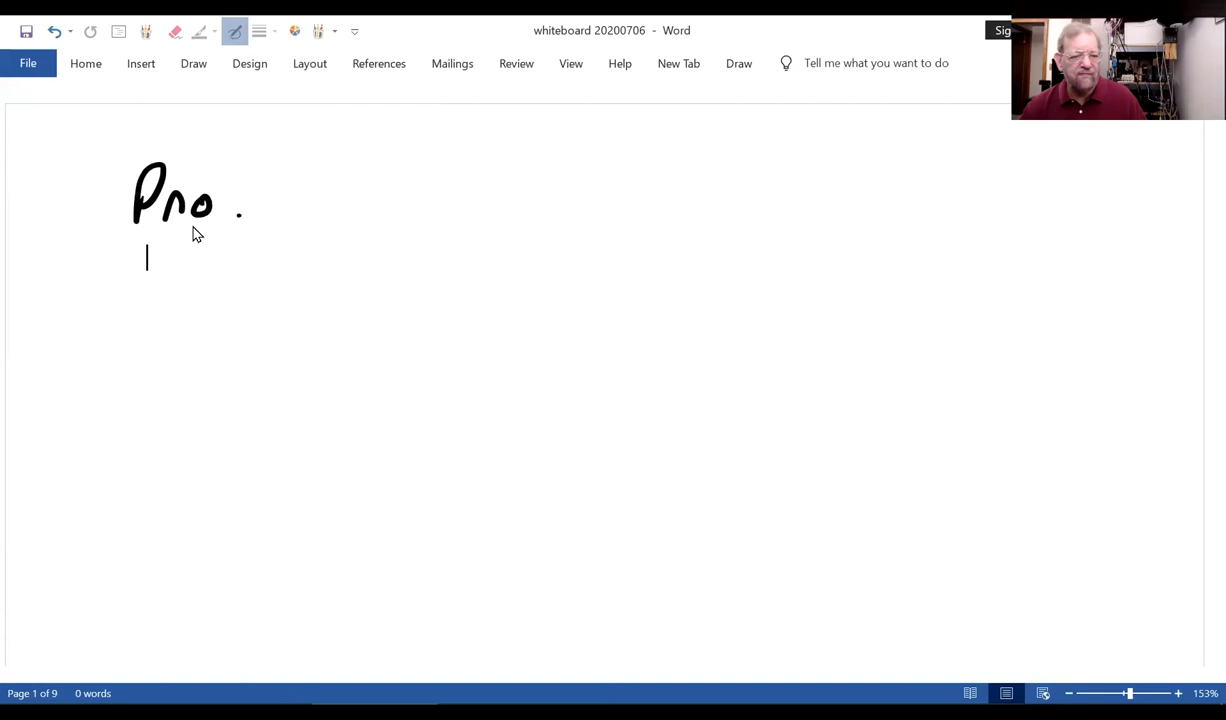 whiteboard 20200706 - Word
Sig
File Home Insert Draw Design Layout References Mailings Review View Help New Tab Draw Tell me what you want to do
Pro.
Page 1 of 9 0 words 153%